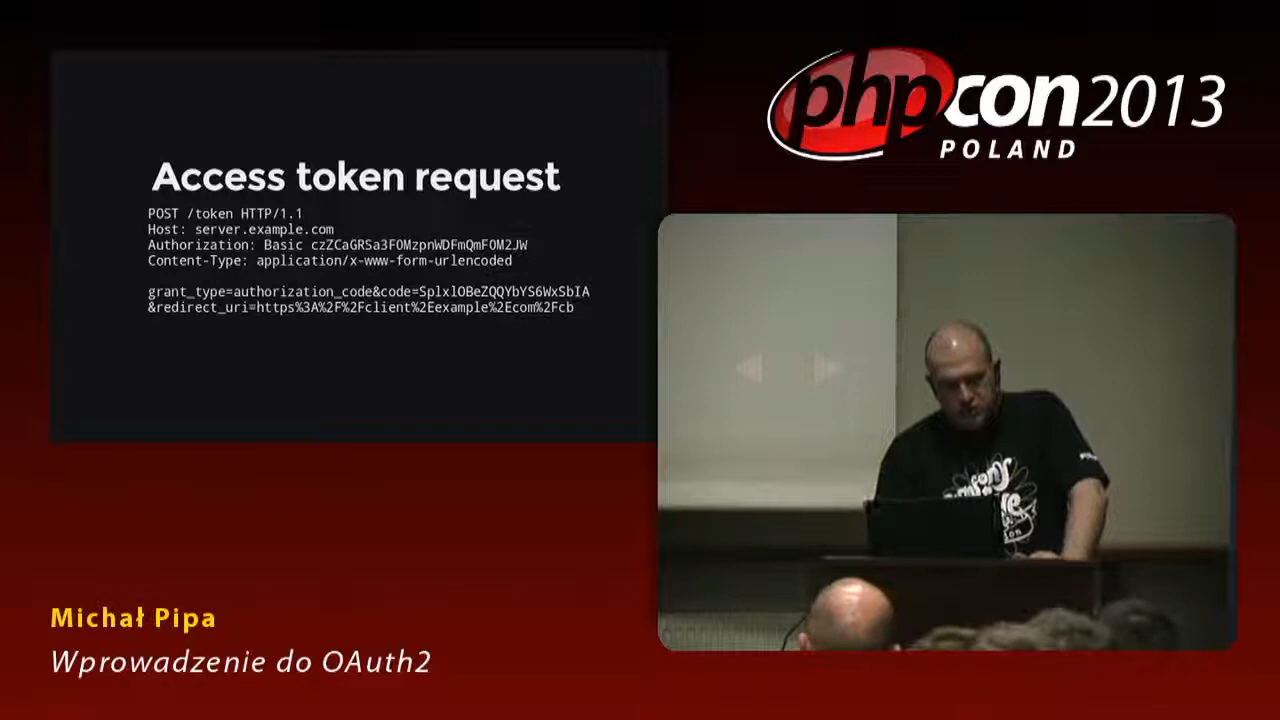 Access token request
POST /token HTTP/1.1
Host: server.example.com
Authorization: Basic czZCaGRSa3F0MzpnWDFmQmF0M2JW
Content-Type: application/x-www-form-urlencoded
grant_type=authorization_code&code=SplxlOBeZQQYbYS6WxSbIA
&redirect_uri=https%3A%2F%2Fclient%2Eexample%2Ecom%2Fcb
phpcon2013
POLAND
Michał Pipa
Wprowadzenie do OAuth2